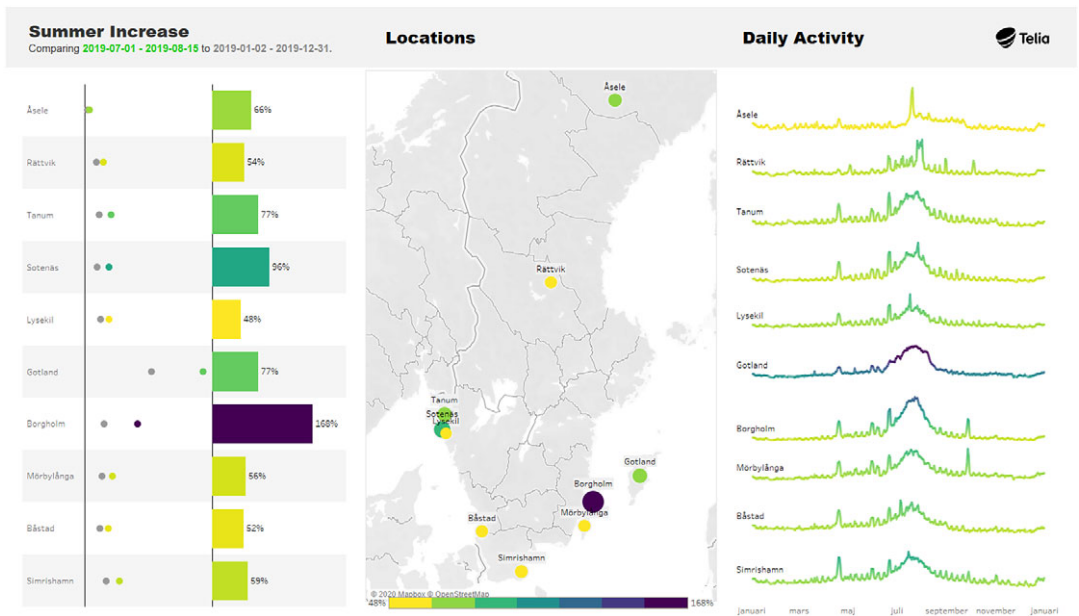 Summer Increase
Comparing 2019-07-01 - 2019-08-15 to 2019-01-02 - 2019-12-31.
Locations
Daily Activity
Telia
Åsele
66%
Rättvik
54%
Tanum
77%
Sotenäs
96%
Lysekil
48%
Gotland
77%
Borgholm
168%
Mörbylånga
56%
Båstad
52%
Simrishamn
59%
Åsele
Rättvik
Tanum
Sotenäs
Lysekil
Gotland
Borgholm
Mörbylånga
Båstad
Simrishamn
© 2020 Mapbox © OpenStreetMap
48%
168%
Åsele
Rättvik
Tanum
Sotenäs
Lysekil
Gotland
Borgholm
Mörbylånga
Båstad
Simrishamn
januari mars maj juli september november januari